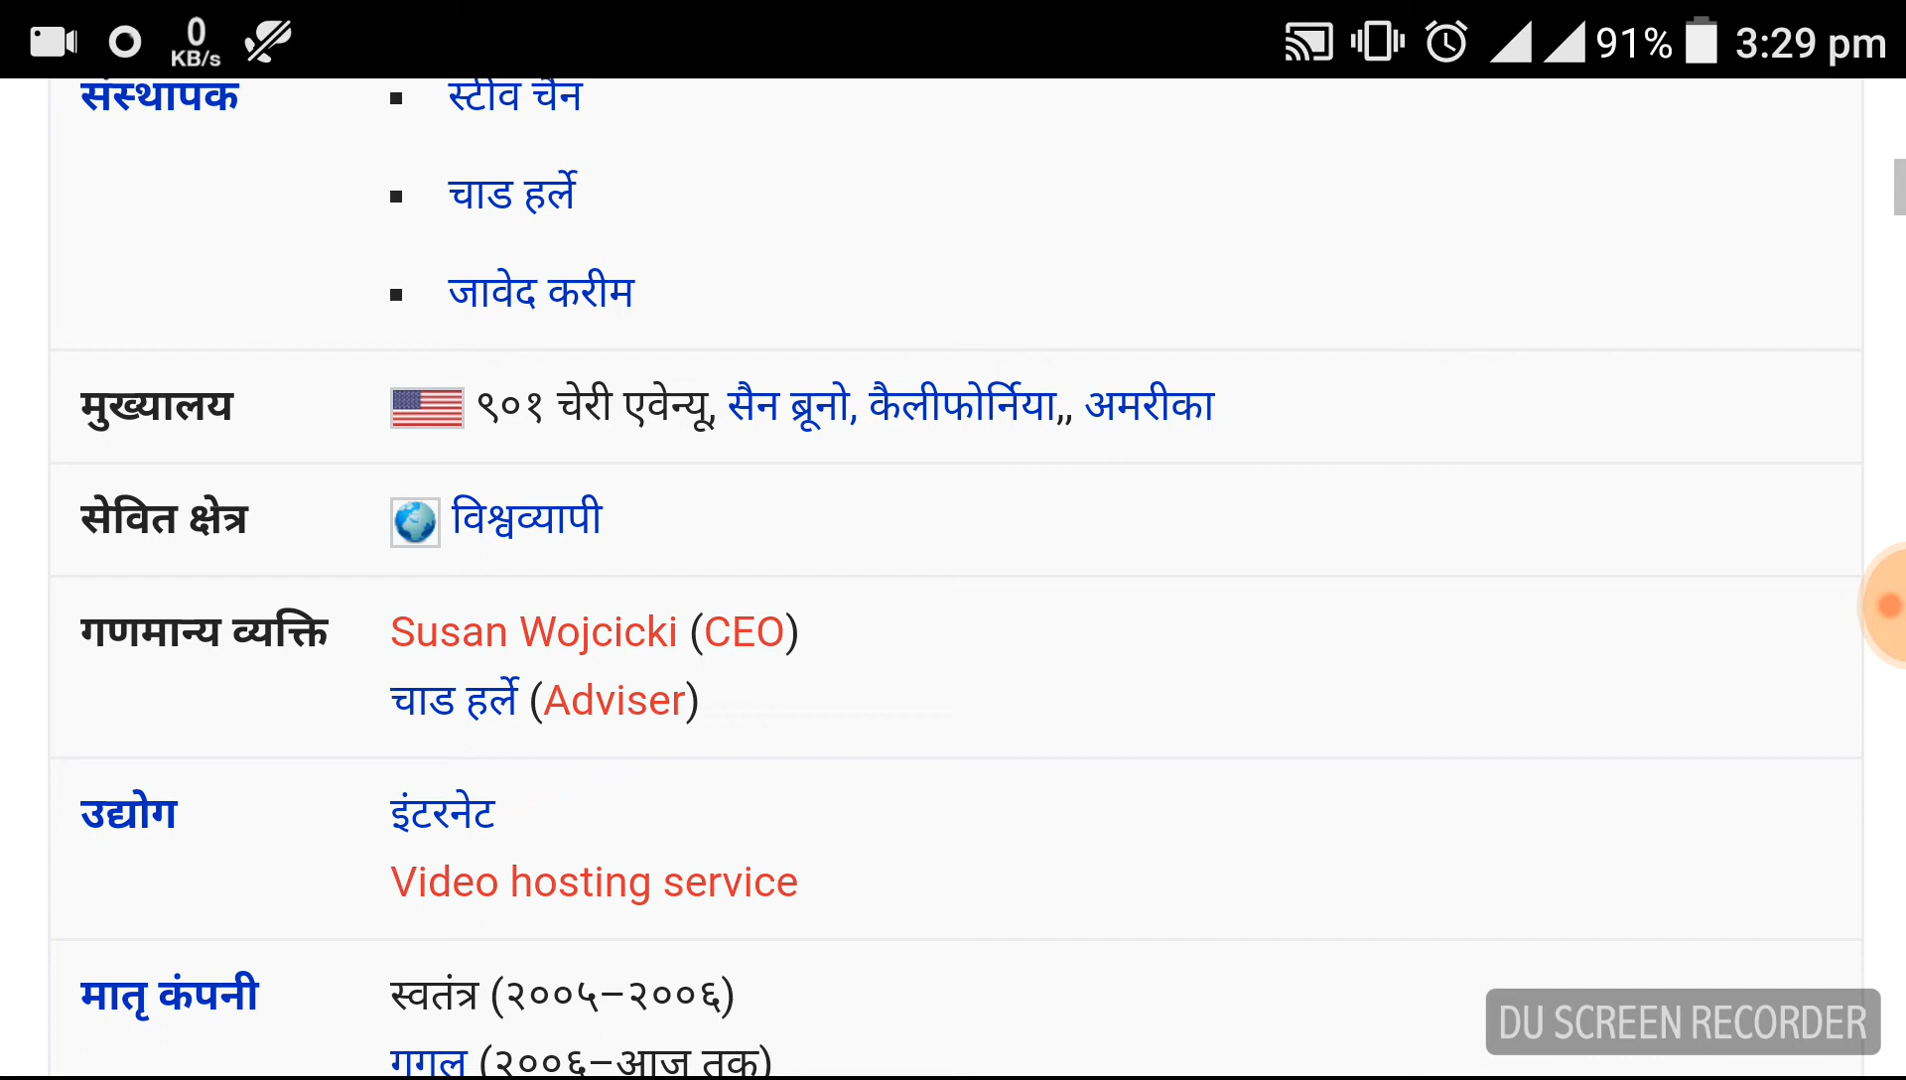 0
KB/s
91% 3:29 pm
संस्थापक
▪ स्टीव चैन
▪ चाड हर्ले
▪ जावेद करीम
मुख्यालय ९०१ चेरी एवेन्यू, सैन ब्रूनो, कैलीफोर्निया,, अमरीका
सेवित क्षेत्र विश्वव्यापी
गणमान्य व्यक्ति Susan Wojcicki (CEO)
चाड हर्ले (Adviser)
उद्योग इंटरनेट
Video hosting service
मातृ कंपनी स्वतंत्र (२००५–२००६)
गूगल (२००६–आज तक)
DU SCREEN RECORDER